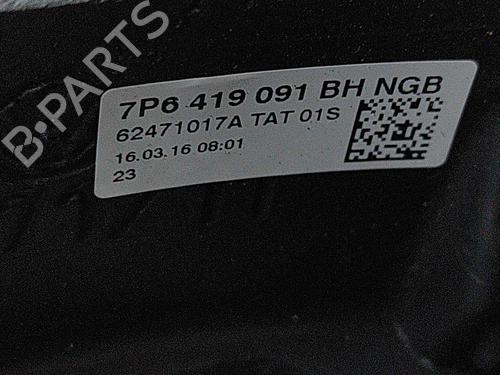 B-PARTS
7P6 419 091 BH NGB
62471017A TAT 01S
16.03.16 08:01
23